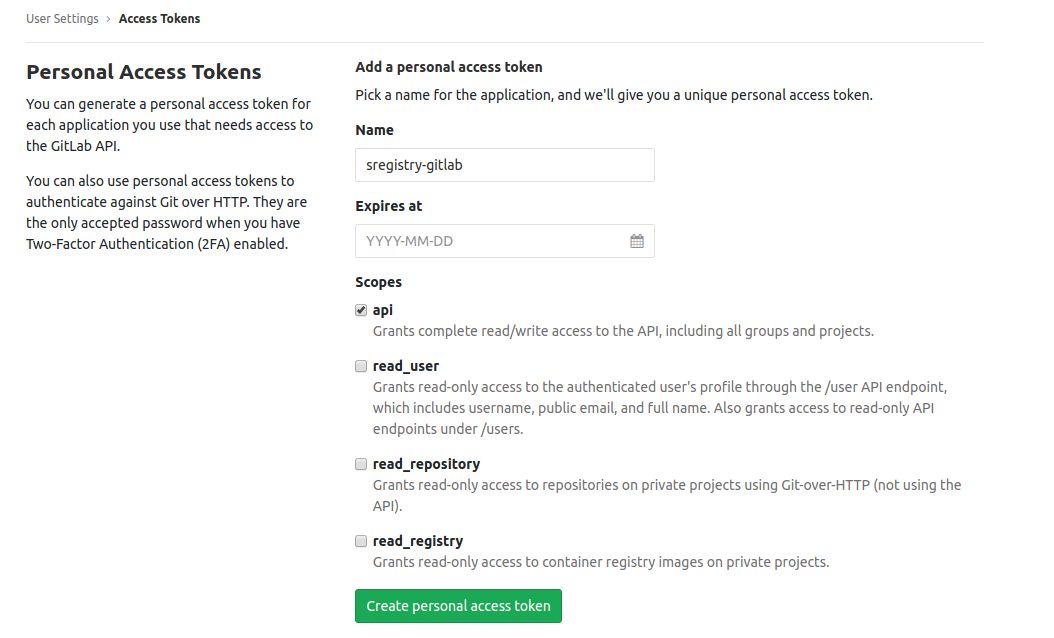 User Settings › Access Tokens
Personal Access Tokens
You can generate a personal access token for
each application you use that needs access to
the GitLab API.
You can also use personal access tokens to
authenticate against Git over HTTP. They are
the only accepted password when you have
Two-Factor Authentication (2FA) enabled.
Add a personal access token
Pick a name for the application, and we'll give you a unique personal access token.
Name
sregistry-gitlab
Expires at
YYYY-MM-DD
Scopes
api
Grants complete read/write access to the API, including all groups and projects.
read_user
Grants read-only access to the authenticated user's profile through the /user API endpoint,
which includes username, public email, and full name. Also grants access to read-only API
endpoints under /users.
read_repository
Grants read-only access to repositories on private projects using Git-over-HTTP (not using the
API).
read_registry
Grants read-only access to container registry images on private projects.
Create personal access token